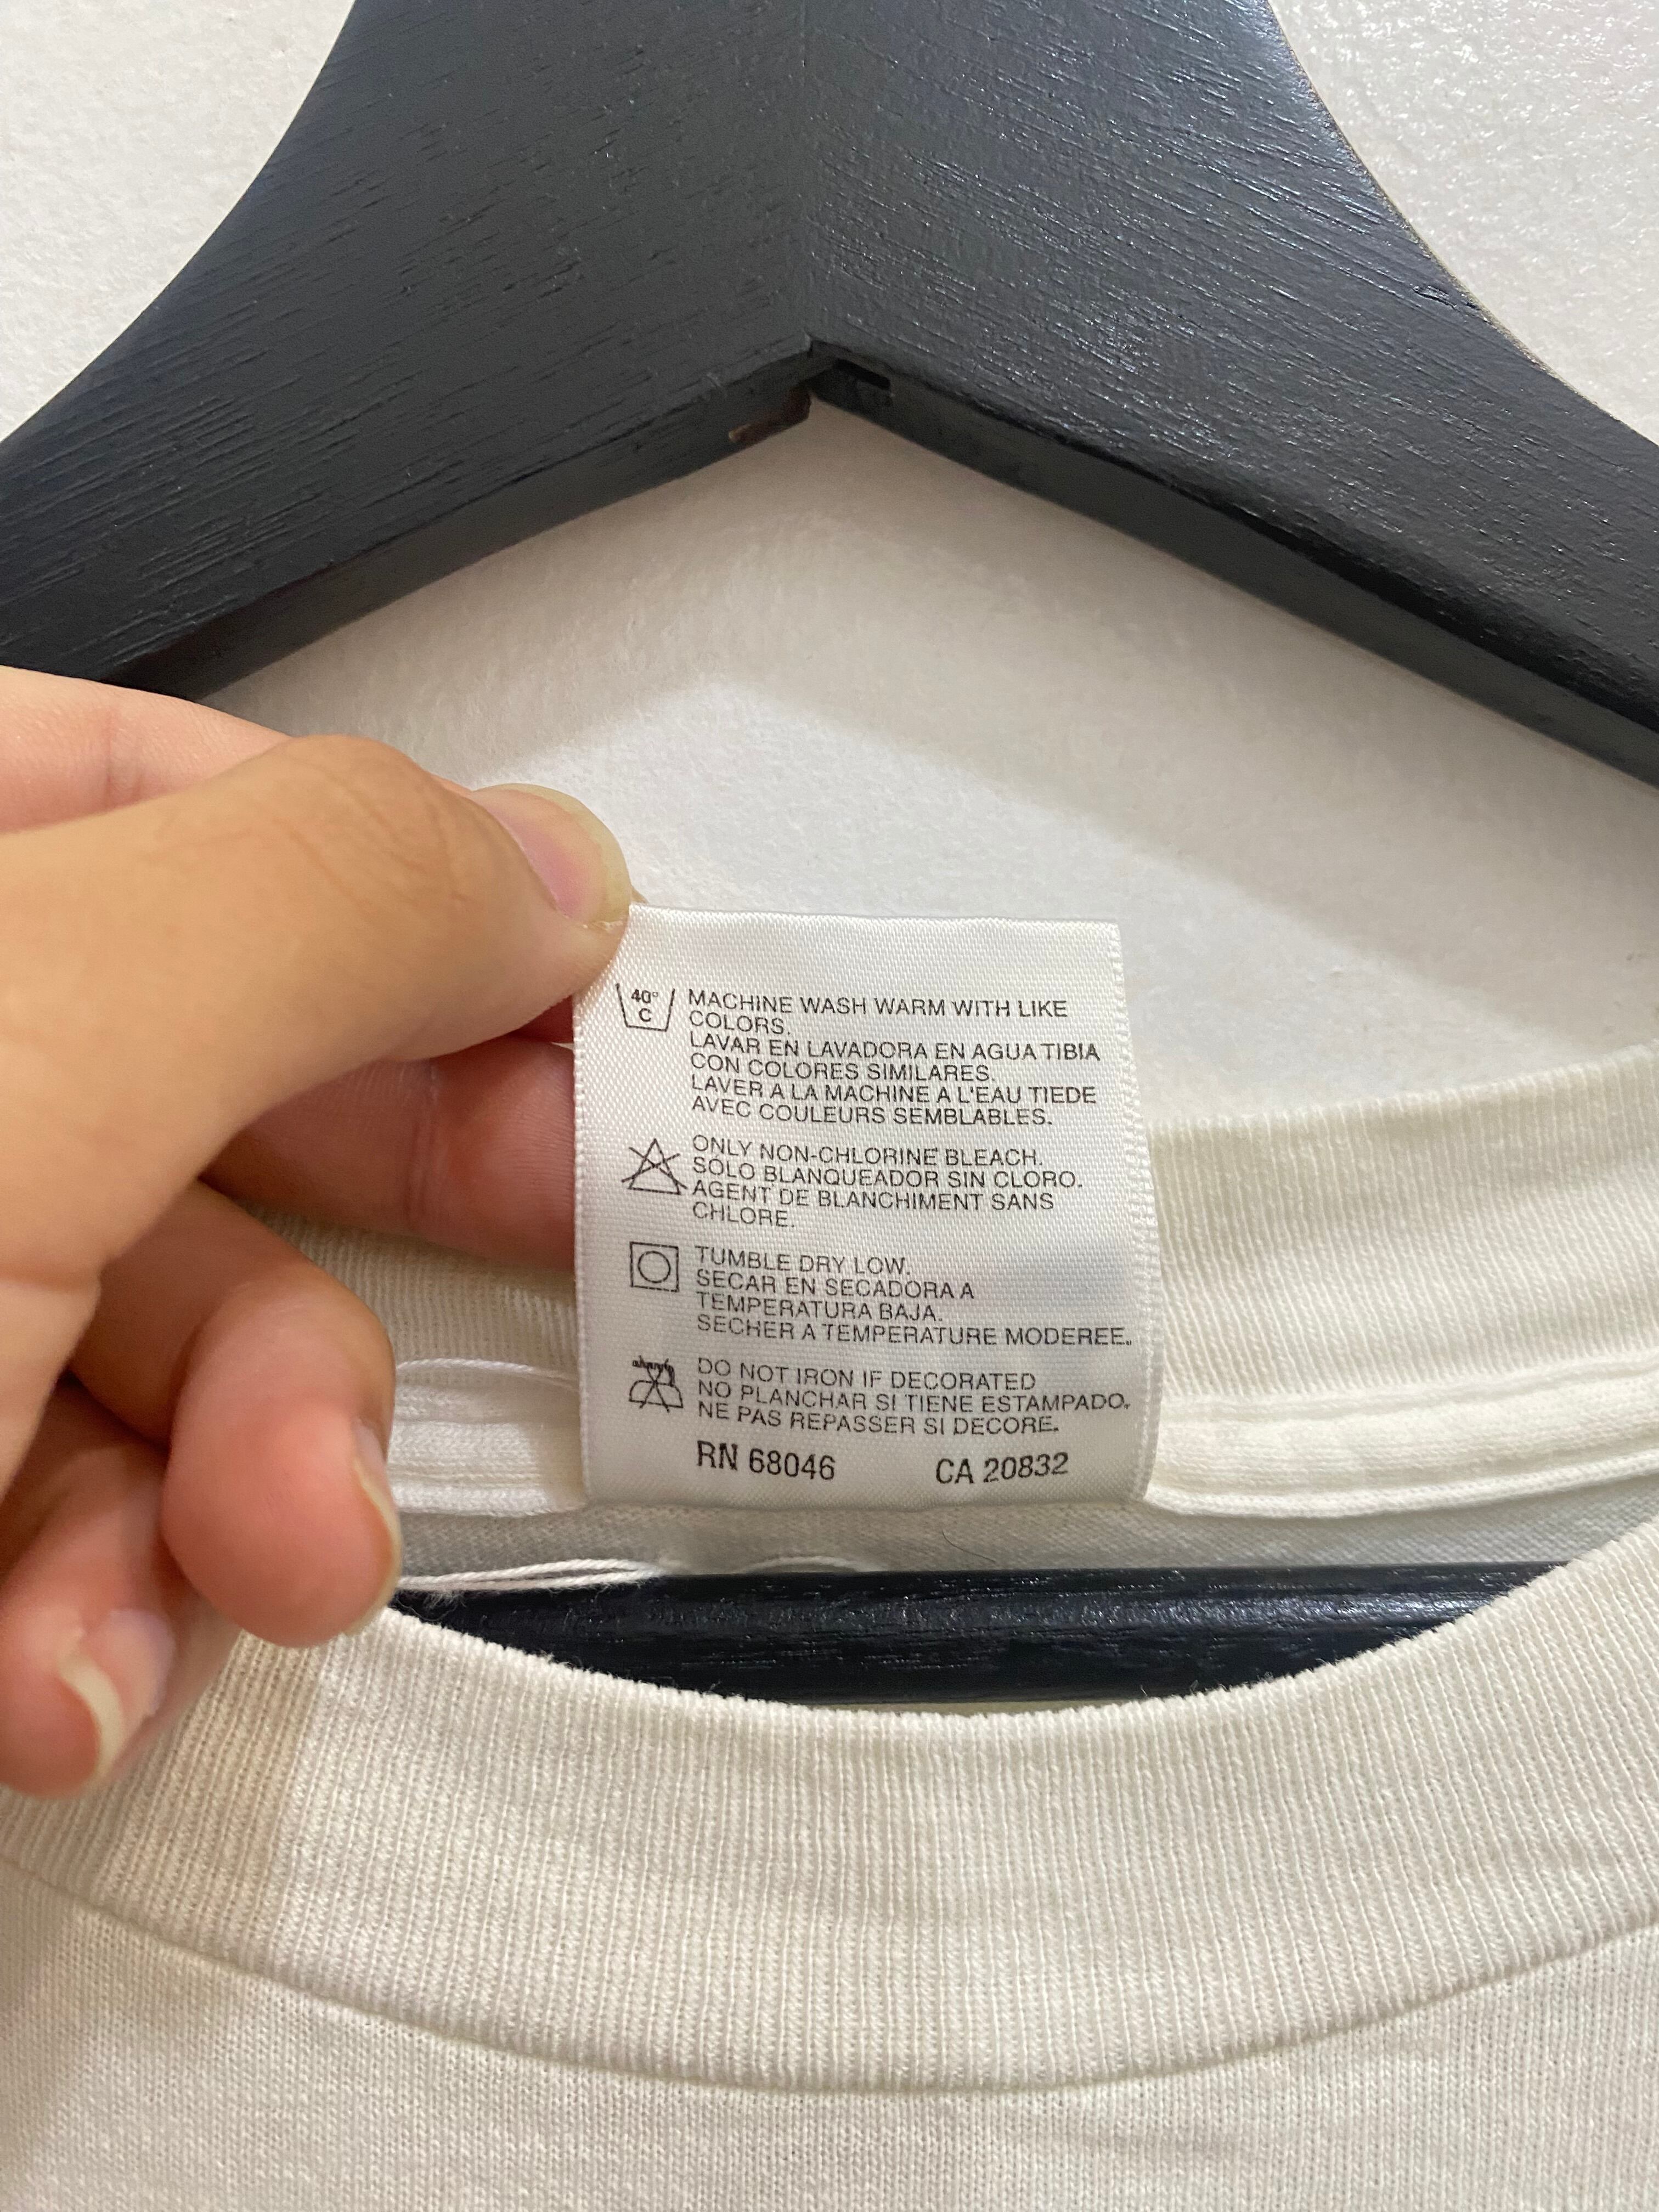 40°
C
MACHINE WASH WARM WITH LIKE
COLORS.
LAVAR EN LAVADORA EN AGUA TIBIA
CON COLORES SIMILARES.
LAVER A LA MACHINE A L'EAU TIEDE
AVEC COULEURS SEMBLABLES.
ONLY NON-CHLORINE BLEACH.
SOLO BLANQUEADOR SIN CLORO.
AGENT DE BLANCHIMENT SANS
CHLORE.
TUMBLE DRY LOW.
SECAR EN SECADORA A
TEMPERATURA BAJA.
SECHER A TEMPERATURE MODEREE.
DO NOT IRON IF DECORATED
NO PLANCHAR SI TIENE ESTAMPADO.
NE PAS REPASSER SI DECORE.
RN 68046 CA 20832